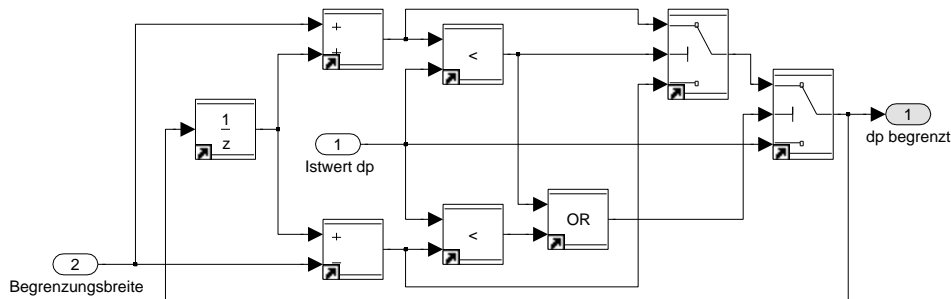 +
+
<
1
z
1
Istwert dp
1
dp begrenzt
+
−
<
OR
2
Begrenzungsbreite